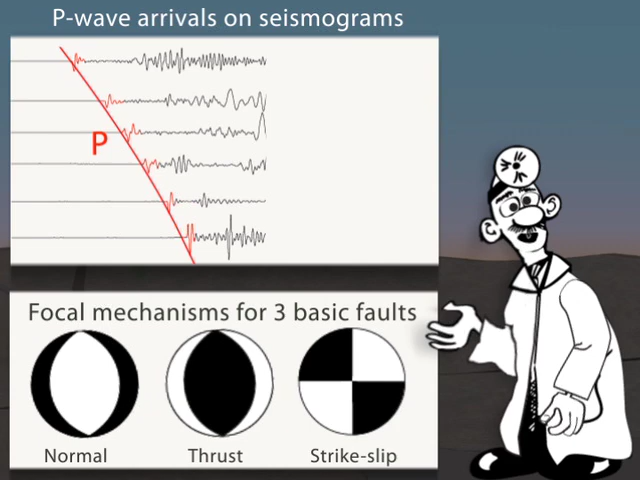 P-wave arrivals on seismograms
P
Focal mechanisms for 3 basic faults
Normal
Thrust
Strike-slip